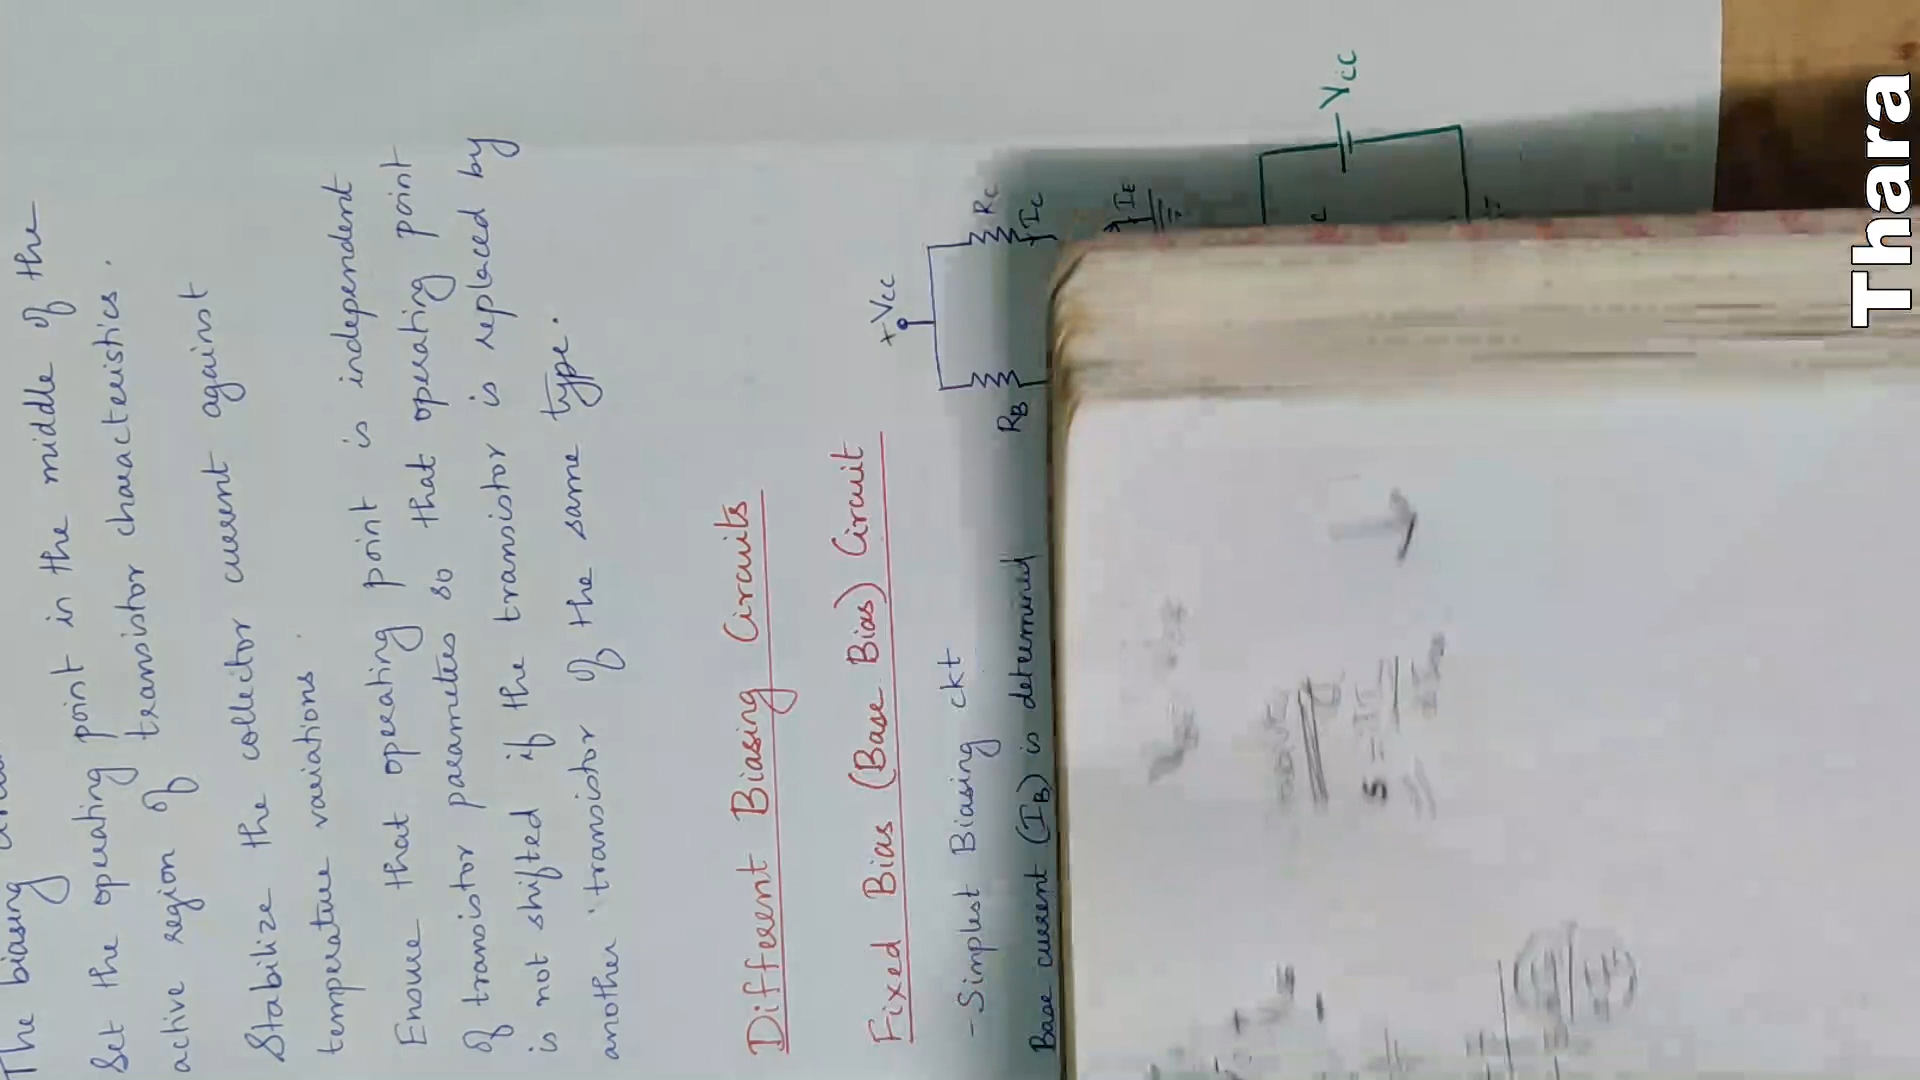 The biasing
Set the operating point in the middle of the
active region of transistor characteristics.
Stabilize the collector current against
temperature variations.
Ensure that operating point is independent
of transistor parameters so that operating point
is not shifted if the transistor is replaced by
another transistor of the same type.
Different Biasing Circuits
Fixed Bias (Base Bias) Circuit
- Simplest Biasing ckt
Base current (IB) is determined
+Vcc
RB
RC
IC
IE
C
Vcc
Thara